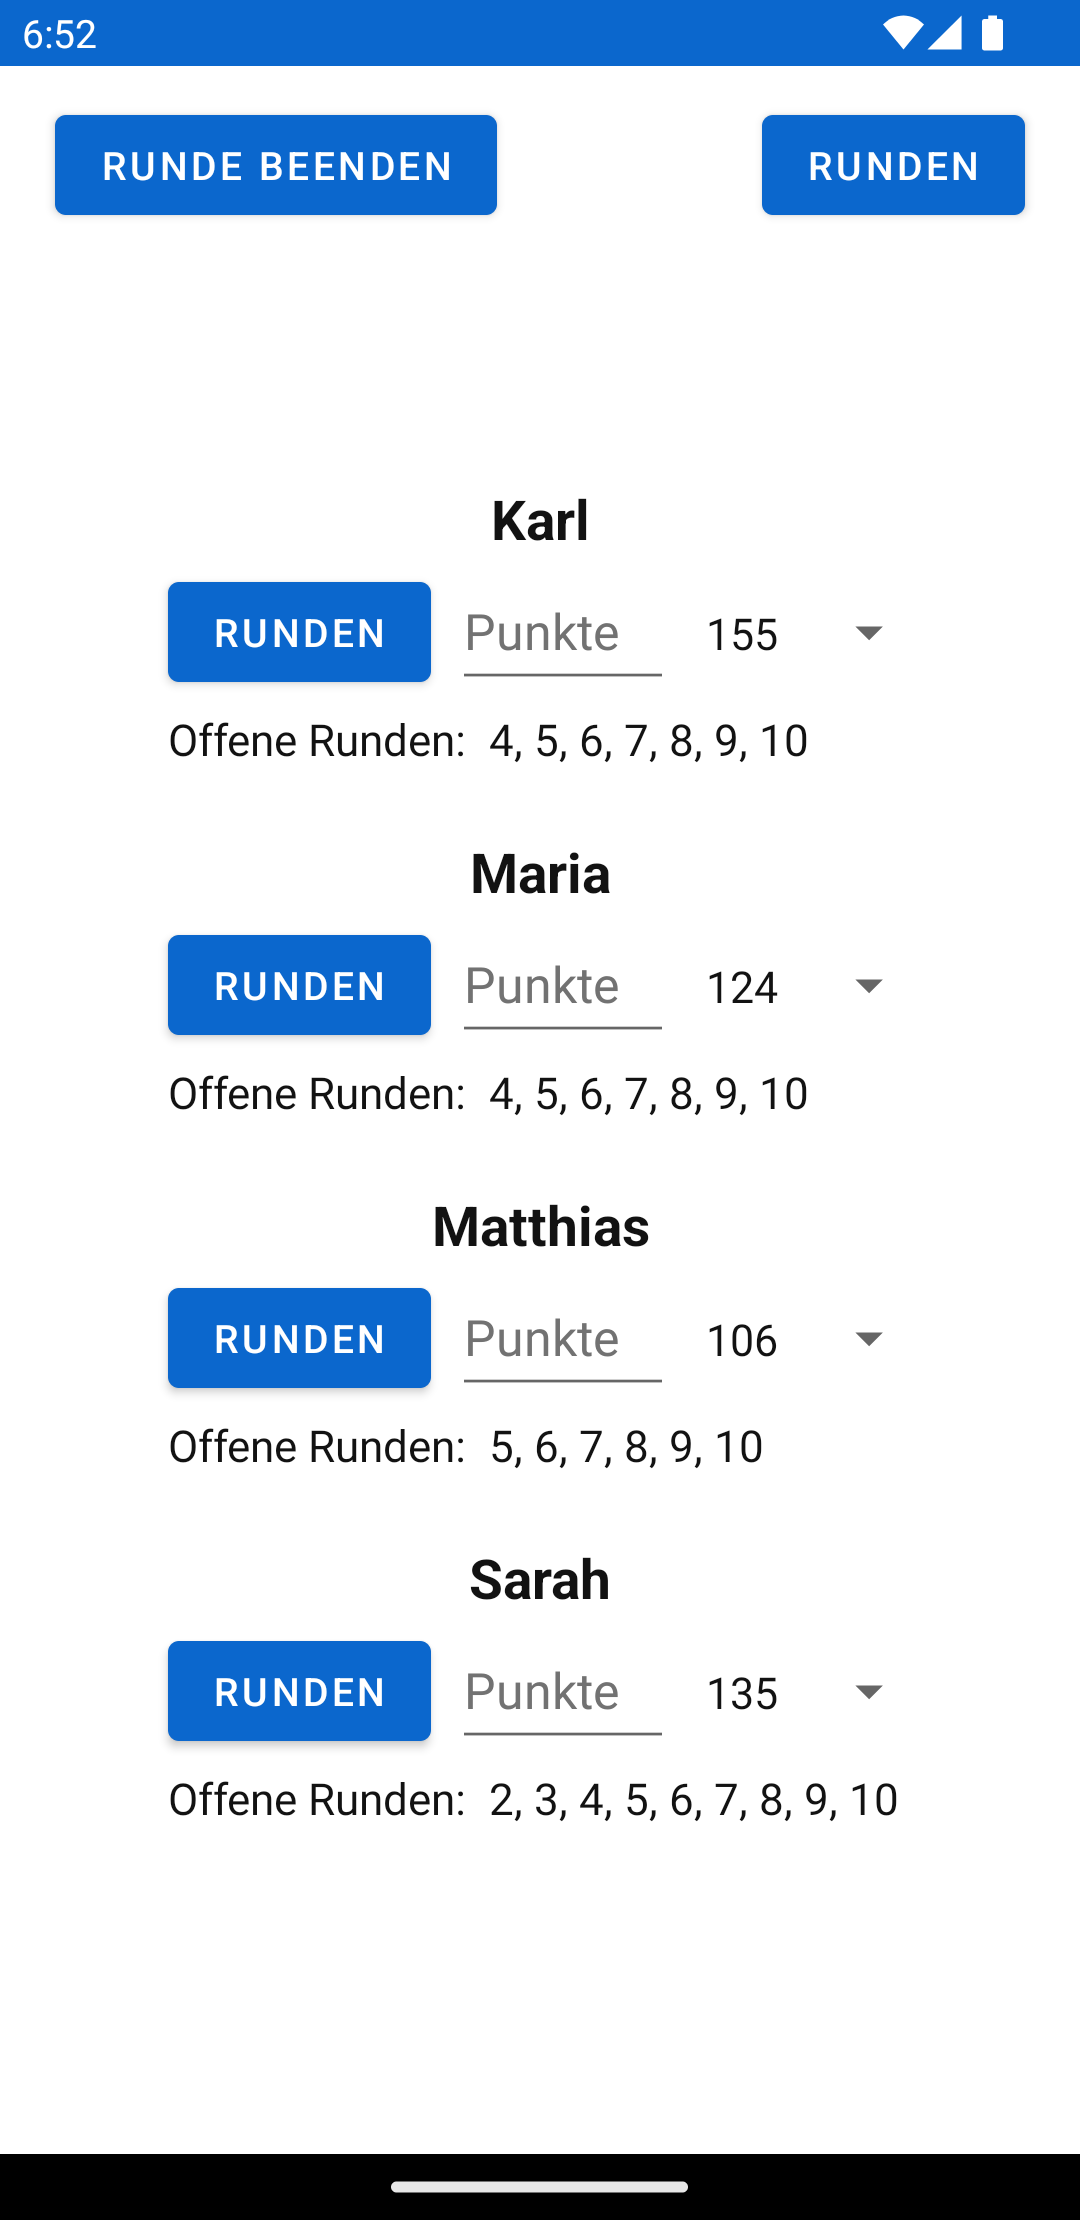 6:52
RUNDE BEENDEN RUNDEN
Karl
RUNDEN Punkte 155
Offene Runden: 4, 5, 6, 7, 8, 9, 10
Maria
RUNDEN Punkte 124
Offene Runden: 4, 5, 6, 7, 8, 9, 10
Matthias
RUNDEN Punkte 106
Offene Runden: 5, 6, 7, 8, 9, 10
Sarah
RUNDEN Punkte 135
Offene Runden: 2, 3, 4, 5, 6, 7, 8, 9, 10